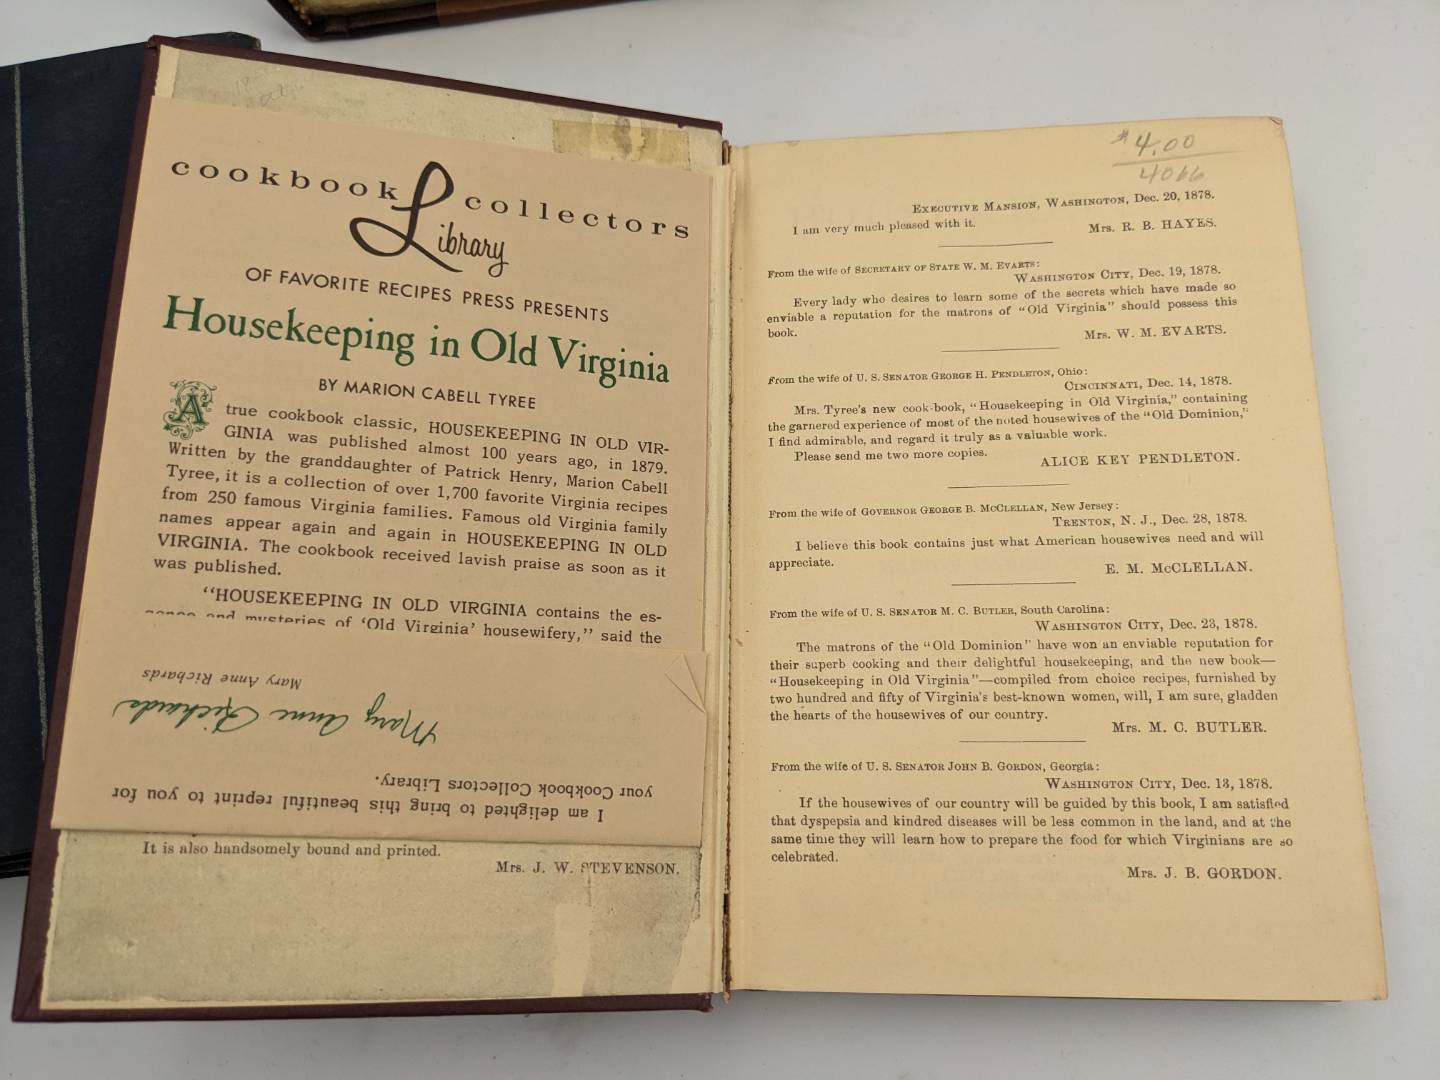 cookbook collectors
Library
OF FAVORITE RECIPES PRESS PRESENTS
Housekeeping in Old Virginia
BY MARION CABELL TYREE
A true cookbook classic, HOUSEKEEPING IN OLD VIR-
GINIA was published almost 100 years ago, in 1879.
Written by the granddaughter of Patrick Henry, Marion Cabell
Tyree, it is a collection of over 1,700 favorite Virginia recipes
from 250 famous Virginia families. Famous old Virginia family
names appear again and again in HOUSEKEEPING IN OLD
VIRGINIA. The cookbook received lavish praise as soon as it
was published.
"HOUSEKEEPING IN OLD VIRGINIA contains the es-
and mysteries of 'Old Virginia' housewifery," said the
I am delighted to bring this beautiful reprint to you for
your Cookbook Collectors Library.
Mary Anne Richards
Mary Anne Richards
It is also handsomely bound and printed.
Mrs. J. W. STEVENSON.
$4.00
4066
EXECUTIVE MANSION, WASHINGTON, Dec. 20, 1878.
I am very much pleased with it.
Mrs. R. B. HAYES.
From the wife of SECRETARY OF STATE W. M. EVARTS:
WASHINGTON CITY, Dec. 19, 1878.
Every lady who desires to learn some of the secrets which have made so
enviable a reputation for the matrons of "Old Virginia" should possess this
book.
Mrs. W. M. EVARTS.
From the wife of U. S. SENATOR GEORGE H. PENDLETON, Ohio:
CINCINNATI, Dec. 14, 1878.
Mrs. Tyree's new cook-book, "Housekeeping in Old Virginia," containing
the garnered experience of most of the noted housewives of the "Old Dominion,"
I find admirable, and regard it truly as a valuable work.
Please send me two more copies.
ALICE KEY PENDLETON.
From the wife of GOVERNOR GEORGE B. McCLELLAN, New Jersey:
TRENTON, N. J., Dec. 28, 1878.
I believe this book contains just what American housewives need and will
appreciate.
E. M. McCLELLAN.
From the wife of U. S. SENATOR M. C. BUTLER, South Carolina:
WASHINGTON CITY, Dec. 23, 1878.
The matrons of the "Old Dominion" have won an enviable reputation for
their superb cooking and their delightful housekeeping, and the new book—
"Housekeeping in Old Virginia"—compiled from choice recipes, furnished by
two hundred and fifty of Virginia's best-known women, will, I am sure, gladden
the hearts of the housewives of our country.
Mrs. M. C. BUTLER.
From the wife of U. S. SENATOR JOHN B. GORDON, Georgia:
WASHINGTON CITY, Dec. 13, 1878.
If the housewives of our country will be guided by this book, I am satisfied
that dyspepsia and kindred diseases will be less common in the land, and at the
same time they will learn how to prepare the food for which Virginians are so
celebrated.
Mrs. J. B. GORDON.